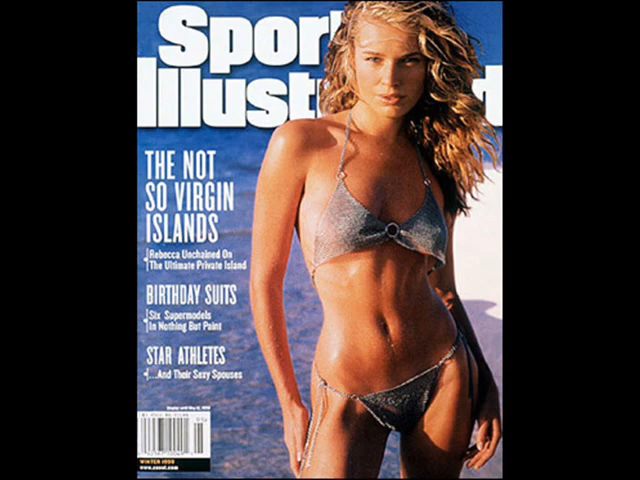 Sports
Illustrated
THE NOT
SO VIRGIN
ISLANDS
Rebecca Unchained On
The Ultimate Private Island
BIRTHDAY SUITS
Six Supermodels
In Nothing But Paint
STAR ATHLETES
...And Their Sexy Spouses
WINTER 1999